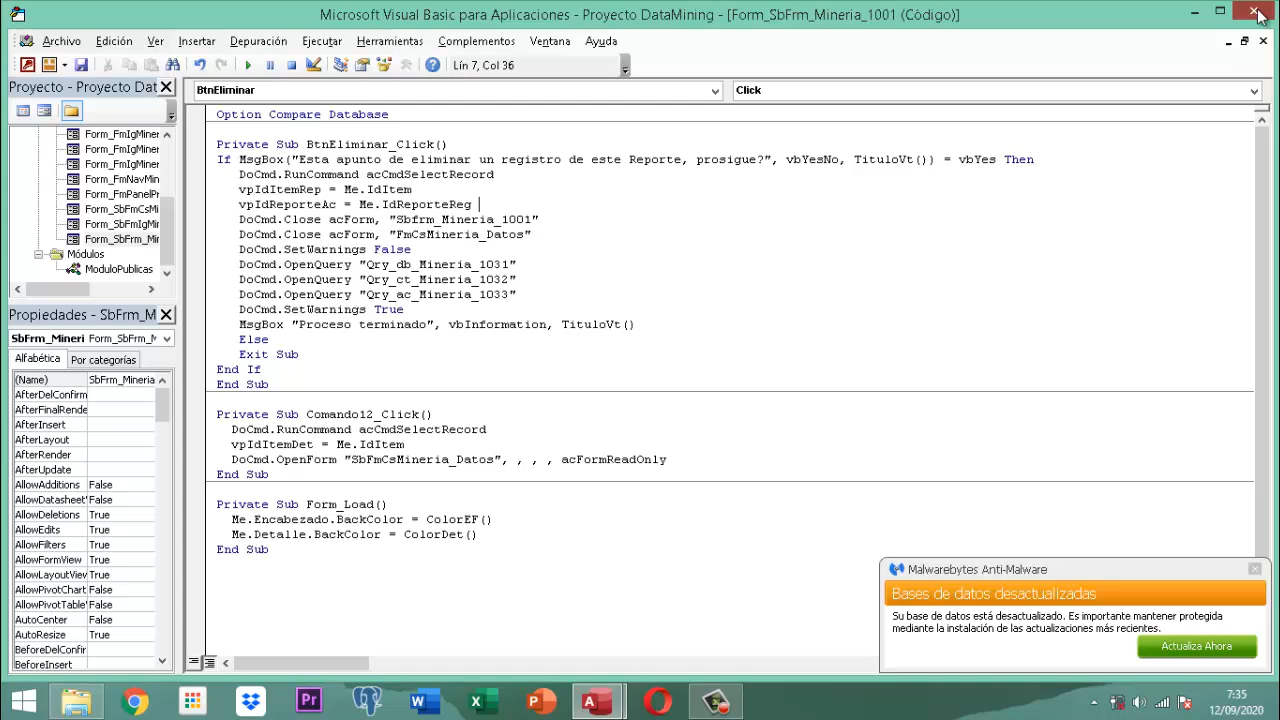 Microsoft Visual Basic para Aplicaciones - Proyecto DataMining - [Form_SbFrm_Mineria_1001 (Código)]
Archivo Edición Ver Insertar Depuración Ejecutar Herramientas Complementos Ventana Ayuda
Lín 7, Col 36
Proyecto - Proyecto Dat
BtnEliminar
Click
Form_FmIgMiner
Form_FmIgMiner
Form_FmIgMiner
Form_FmNavMin
Form_FmPanelPr
Form_SbFmCsMi
Form_SbFmIgMir
Form_SbFrm_Mi
Módulos
ModuloPublicas
Propiedades - SbFrm_M
SbFrm_Mineri Form_SbFrm_M
Alfabética Por categorías
(Name) SbFrm_Mineria
AfterDelConfirm
AfterFinalRende
AfterInsert
AfterLayout
AfterRender
AfterUpdate
AllowAdditions False
AllowDatasheet False
AllowDeletions True
AllowEdits True
AllowFilters True
AllowFormView True
AllowLayoutView True
AllowPivotChart False
AllowPivotTable False
AutoCenter False
AutoResize True
BeforeDelConfir
BeforeInsert
Option Compare Database
Private Sub BtnEliminar_Click()
If MsgBox("Esta apunto de eliminar un registro de este Reporte, prosigue?", vbYesNo, TituloVt()) = vbYes Then
DoCmd.RunCommand acCmdSelectRecord
vpIdItemRep = Me.IdItem
vpIdReporteAc = Me.IdReporteReg
DoCmd.Close acForm, "Sbfrm_Mineria_1001"
DoCmd.Close acForm, "FmCsMineria_Datos"
DoCmd.SetWarnings False
DoCmd.OpenQuery "Qry_db_Mineria_1031"
DoCmd.OpenQuery "Qry_ct_Mineria_1032"
DoCmd.OpenQuery "Qry_ac_Mineria_1033"
DoCmd.SetWarnings True
MsgBox "Proceso terminado", vbInformation, TituloVt()
Else
Exit Sub
End If
End Sub
Private Sub Comando12_Click()
DoCmd.RunCommand acCmdSelectRecord
vpIdItemDet = Me.IdItem
DoCmd.OpenForm "SbFmCsMineria_Datos", , , , acFormReadOnly
End Sub
Private Sub Form_Load()
Me.Encabezado.BackColor = ColorEF()
Me.Detalle.BackColor = ColorDet()
End Sub
Malwarebytes Anti-Malware
Bases de datos desactualizadas
Su base de datos está desactualizado. Es importante mantener protegida
mediante la instalación de las actualizaciones más recientes.
Actualiza Ahora
Pr
7:35
12/09/2020